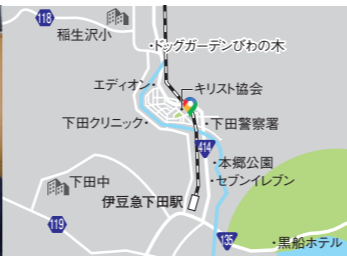 118
稲生沢小
・ドッグガーデンびわの木
エディオン・
キリスト協会
下田クリニック・
・下田警察署
414
・本郷公園
・セブンイレブン
下田中
伊豆急下田駅
119
135
・黒船ホテル